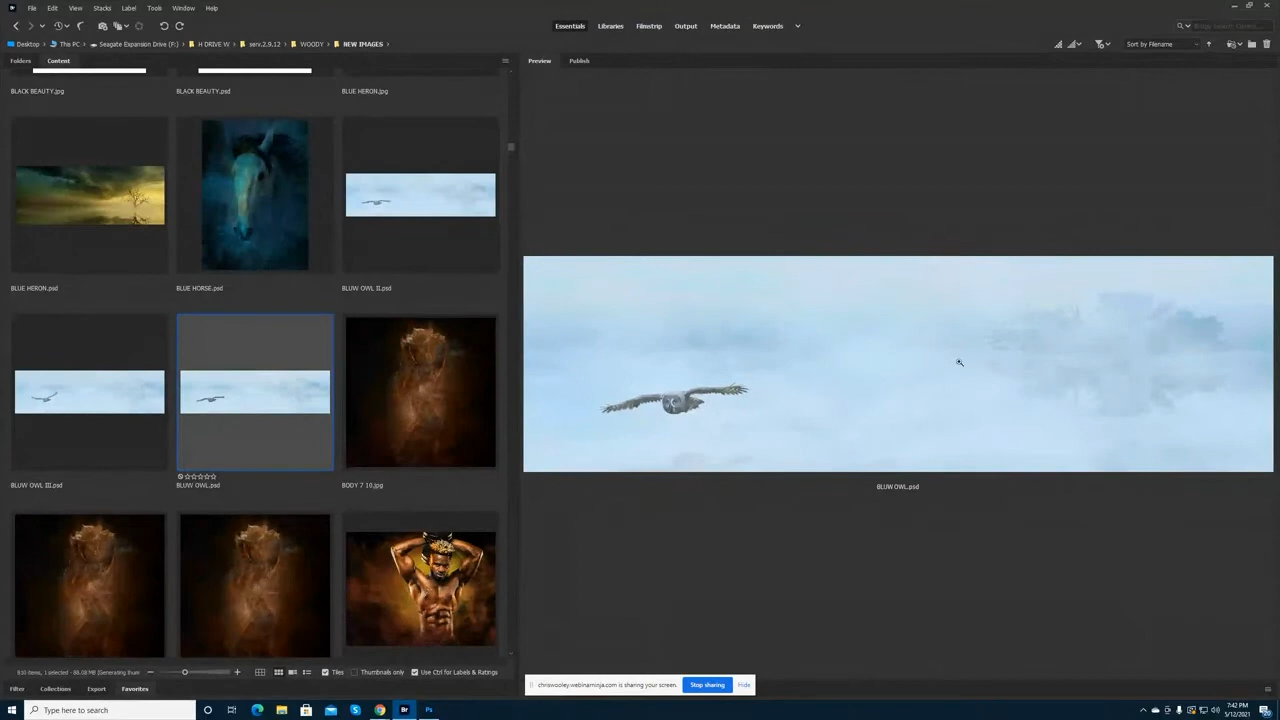 Br File Edit View Stacks Label Tools Window Help
Essentials Libraries Filmstrip Output Metadata Keywords
Desktop > This PC > Seagate Expansion Drive (F:) > H DRIVE W > serv.2.9.12 > WOODY > NEW IMAGES >
Sort by Filename
Folders Content
Preview Publish
BLACK BEAUTY.jpg BLACK BEAUTY.psd BLUE HERON.jpg
BLUE HERON.psd BLUE HORSE.psd BLUW OWL II.psd
BLUW OWL III.psd BLUW OWL.psd BODY 7 10.jpg
BLUW OWL.psd
Tiles Thumbnails only Use Ctrl for Labels & Ratings
chriswooley.webinarninja.com is sharing your screen. Stop sharing Hide
Filter Collections Export Favorites
Type here to search
Br Ps
7:42 PM
5/12/2021